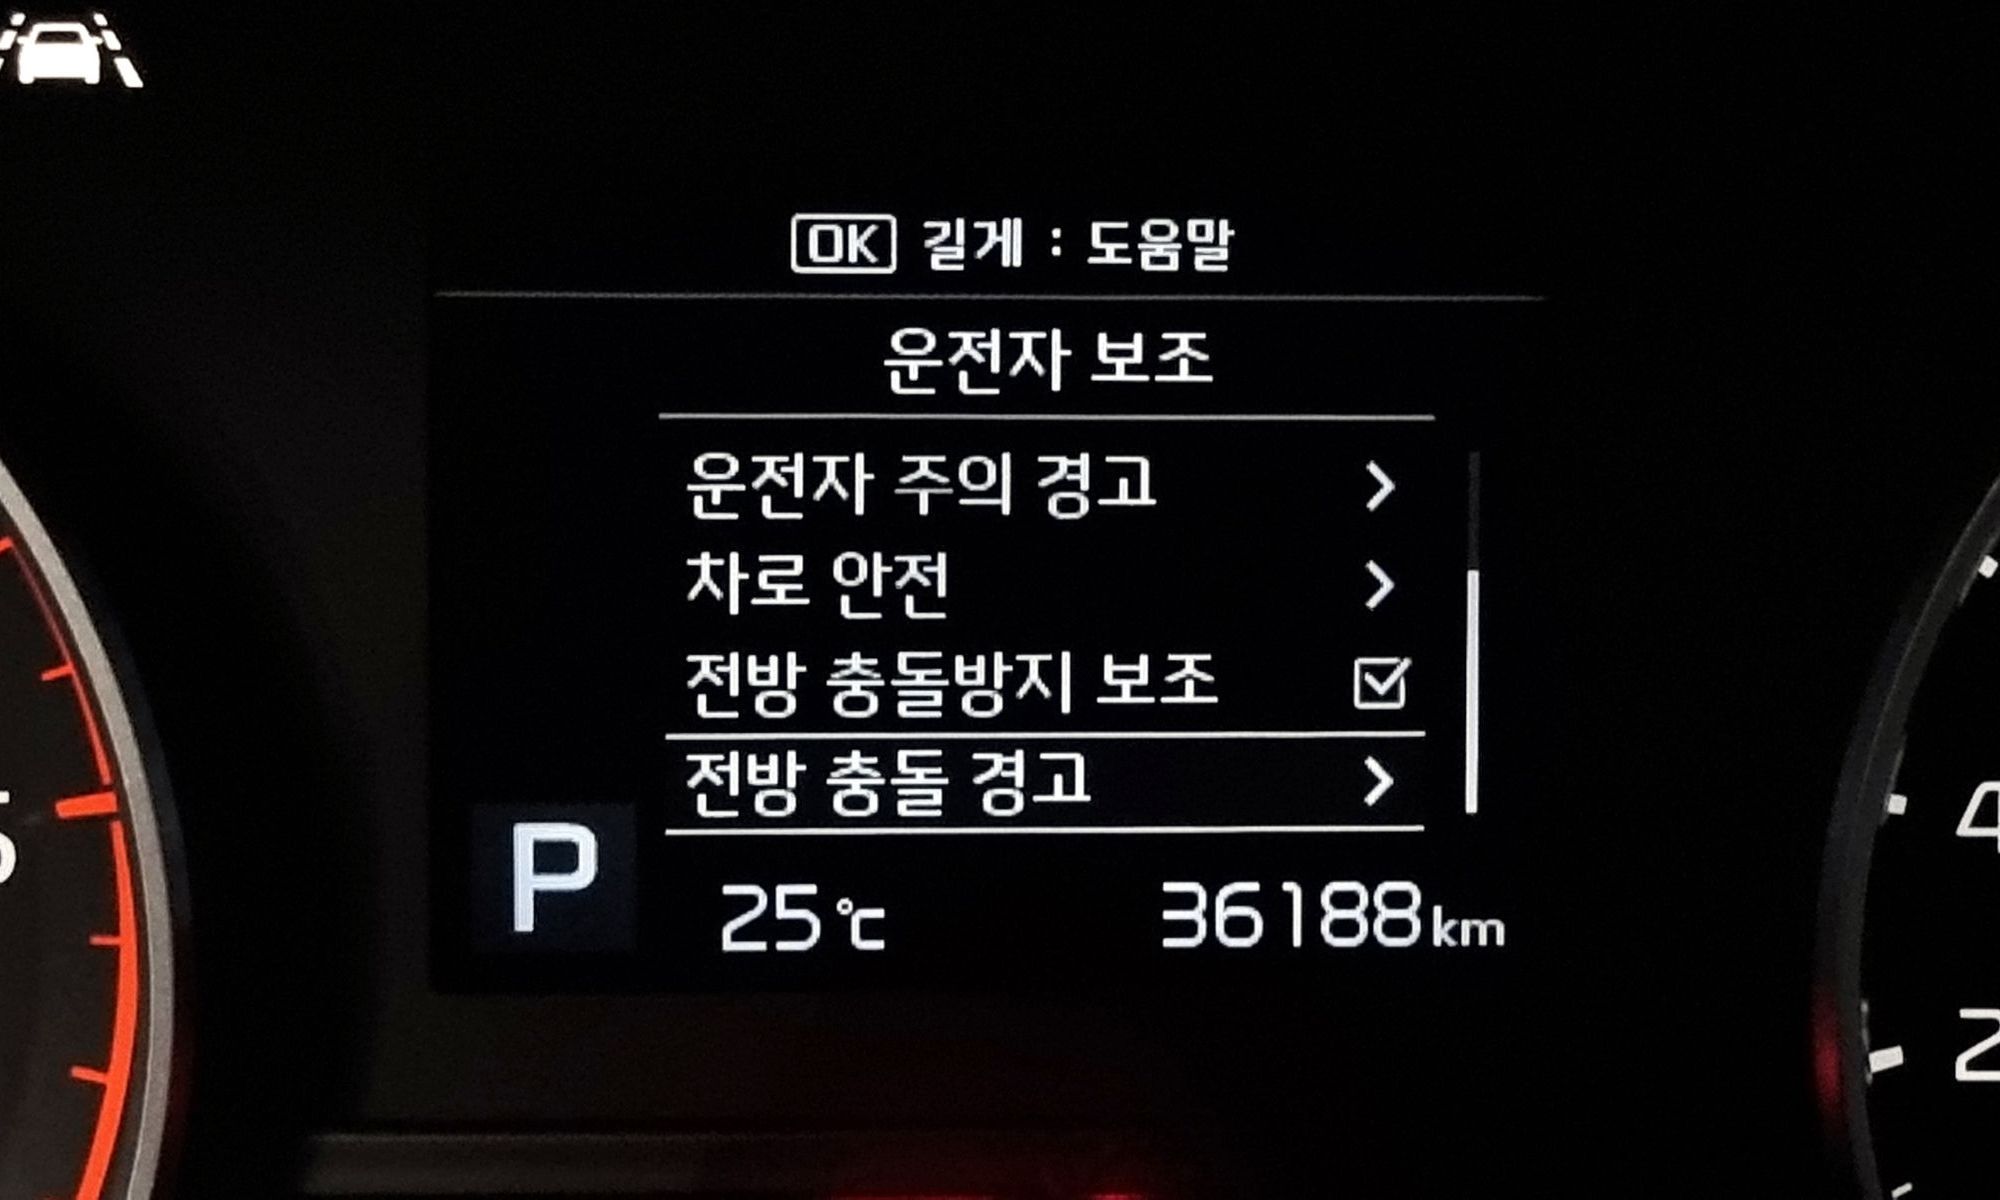 OK 길게 : 도움말
운전자 보조
운전자 주의 경고
차로 안전
전방 충돌방지 보조
전방 충돌 경고
P
25℃ 36188km
4
2